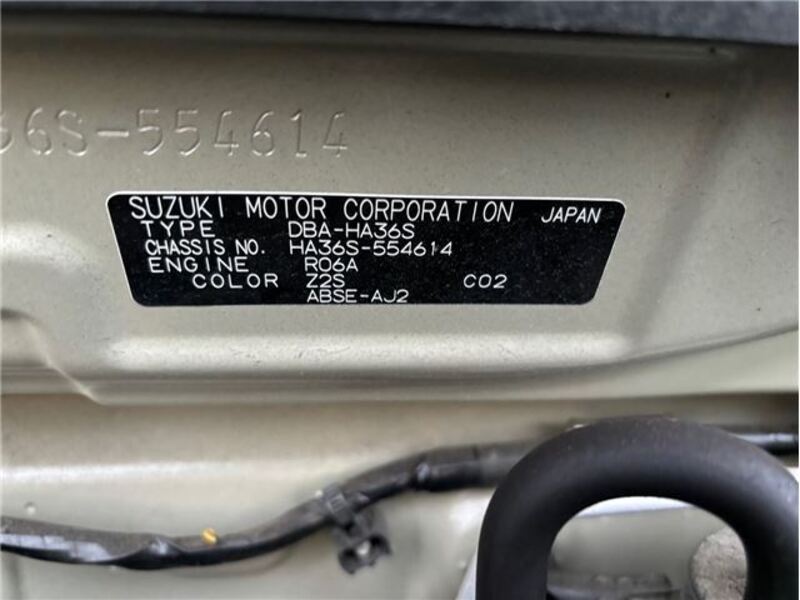 36S-554614
SUZUKI MOTOR CORPORATION JAPAN
TYPE DBA-HA36S
CHASSIS NO. HA36S-554614
ENGINE R06A
COLOR Z2S C02
ABSE-AJ2